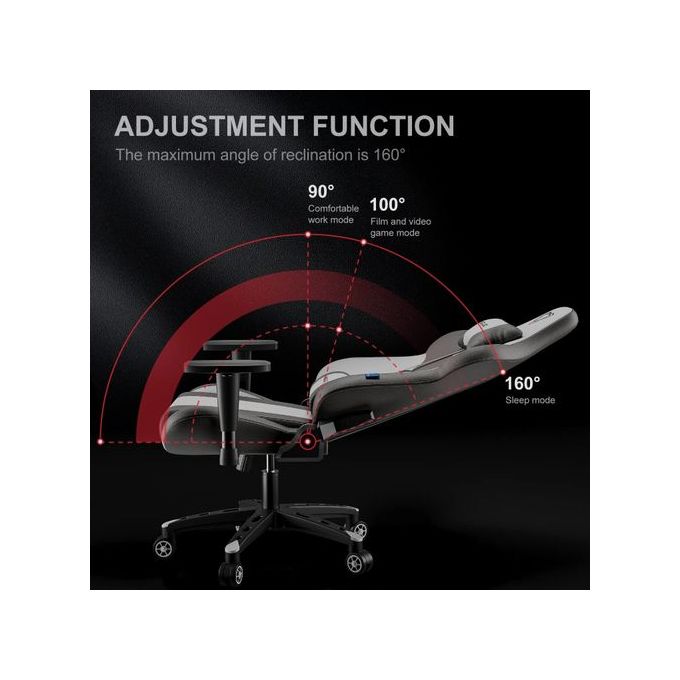 ADJUSTMENT FUNCTION
The maximum angle of reclination is 160°
90°
Comfortable
work mode
100°
Film and video
game mode
160°
Sleep mode